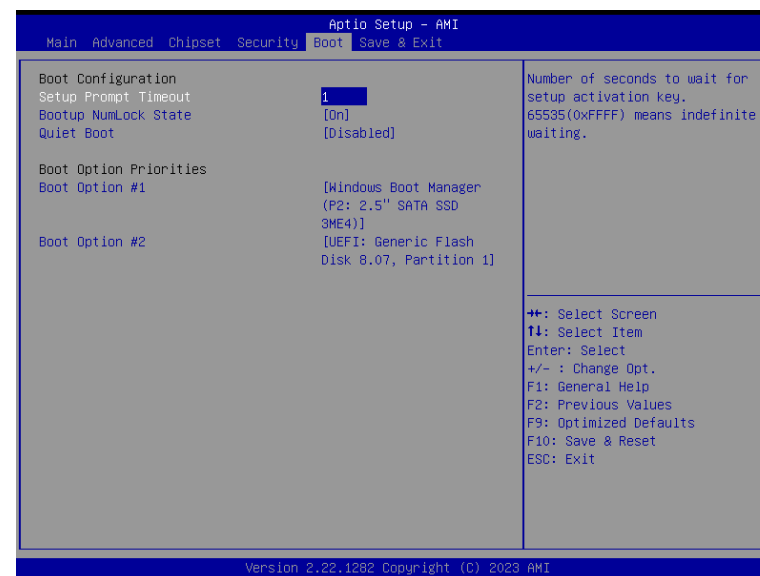 Aptio Setup – AMI
Main Advanced Chipset Security Boot Save & Exit
Boot Configuration
Setup Prompt Timeout 1
Bootup NumLock State [On]
Quiet Boot [Disabled]
Boot Option Priorities
Boot Option #1 [Windows Boot Manager
(P2: 2.5" SATA SSD
3ME4)]
Boot Option #2 [UEFI: Generic Flash
Disk 8.07, Partition 1]
Number of seconds to wait for
setup activation key.
65535(0xFFFF) means indefinite
waiting.
→←: Select Screen
↑↓: Select Item
Enter: Select
+/- : Change Opt.
F1: General Help
F2: Previous Values
F9: Optimized Defaults
F10: Save & Reset
ESC: Exit
Version 2.22.1282 Copyright (C) 2023 AMI